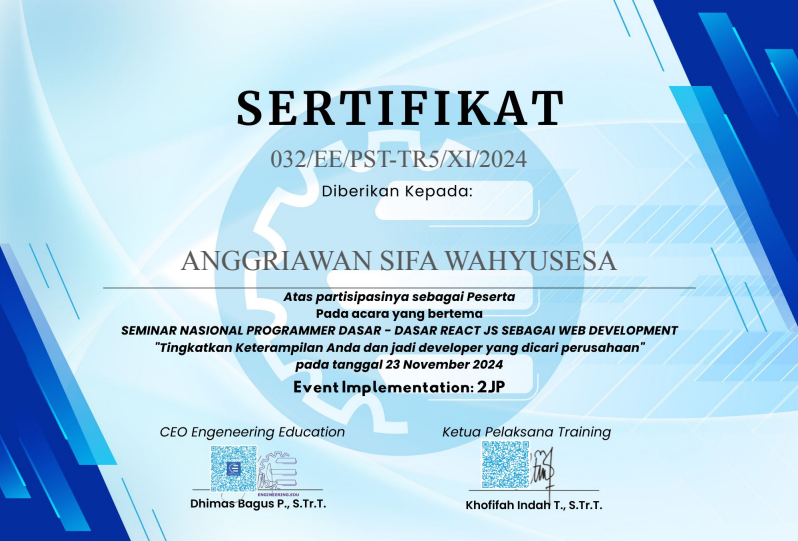 SERTIFIKAT
032/EE/PST-TR5/XI/2024
Diberikan Kepada:
ANGGRIAWAN SIFA WAHYUSESA
Atas partisipasinya sebagai Peserta
Pada acara yang bertema
SEMINAR NASIONAL PROGRAMMER DASAR - DASAR REACT JS SEBAGAI WEB DEVELOPMENT
"Tingkatkan Keterampilan Anda dan jadi developer yang dicari perusahaan"
pada tanggal 23 November 2024
Event Implementation: 2JP
CEO Engeneering Education
ENGINEERING.EDU
Dhimas Bagus P., S.Tr.T.
Ketua Pelaksana Training
Khofifah Indah T., S.Tr.T.